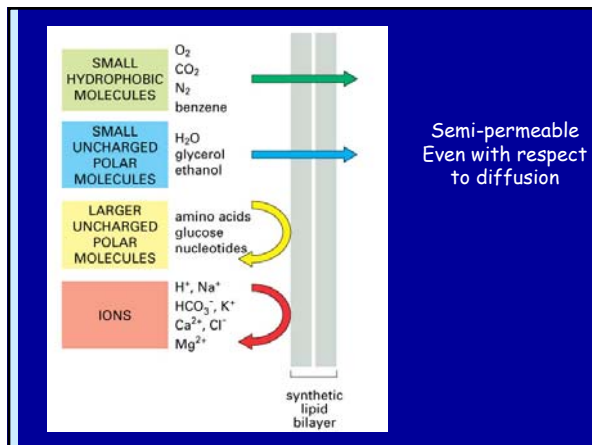 SMALL
HYDROPHOBIC
MOLECULES
O₂
CO₂
N₂
benzene
SMALL
UNCHARGED
POLAR
MOLECULES
H₂O
glycerol
ethanol
LARGER
UNCHARGED
POLAR
MOLECULES
amino acids
glucose
nucleotides
IONS
H⁺, Na⁺
HCO₃⁻, K⁺
Ca²⁺, Cl⁻
Mg²⁺
synthetic
lipid
bilayer
Semi-permeable
Even with respect
to diffusion